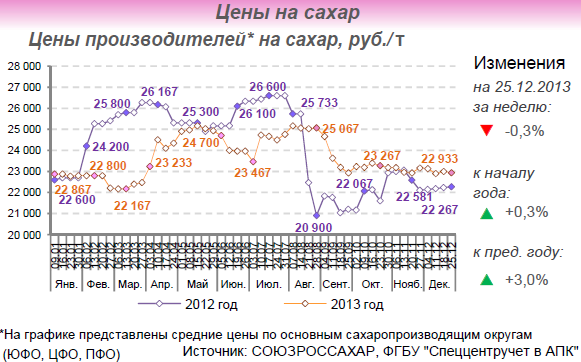 Цены на сахар
Цены производителей* на сахар, руб./т
28 000
27 000
26 000
25 000
24 000
23 000
22 000
21 000
20 000
22 867
22 600
24 200
22 800
25 800
22 167
26 167
23 233
25 300
24 700
26 100
23 467
26 600
25 733
25 067
20 900
22 067
23 267
22 581
22 933
22 267
Янв. Фев. Мар. Апр. Май Июн. Июл. Авг. Сент. Окт. Нояб. Дек.
2012 год 2013 год
Изменения
на 25.12.2013
за неделю:
-0,3%
к началу
года:
+0,3%
к пред. году:
+3,0%
*На графике представлены средние цены по основным сахаропроизводящим округам
(ЮФО, ЦФО, ПФО) Источник: СОЮЗРОССАХАР, ФГБУ "Спеццентручет в АПК"